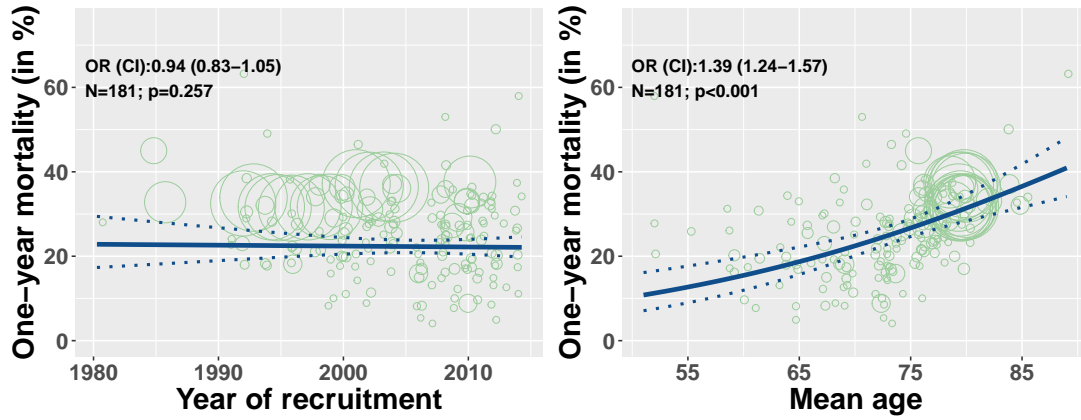 One−year mortality (in %)
60
40
20
0
OR (CI):0.94 (0.83−1.05)
N=181; p=0.257
1980
1990
2000
2010
Year of recruitment
One−year mortality (in %)
60
40
20
0
OR (CI):1.39 (1.24−1.57)
N=181; p<0.001
55
65
75
85
Mean age